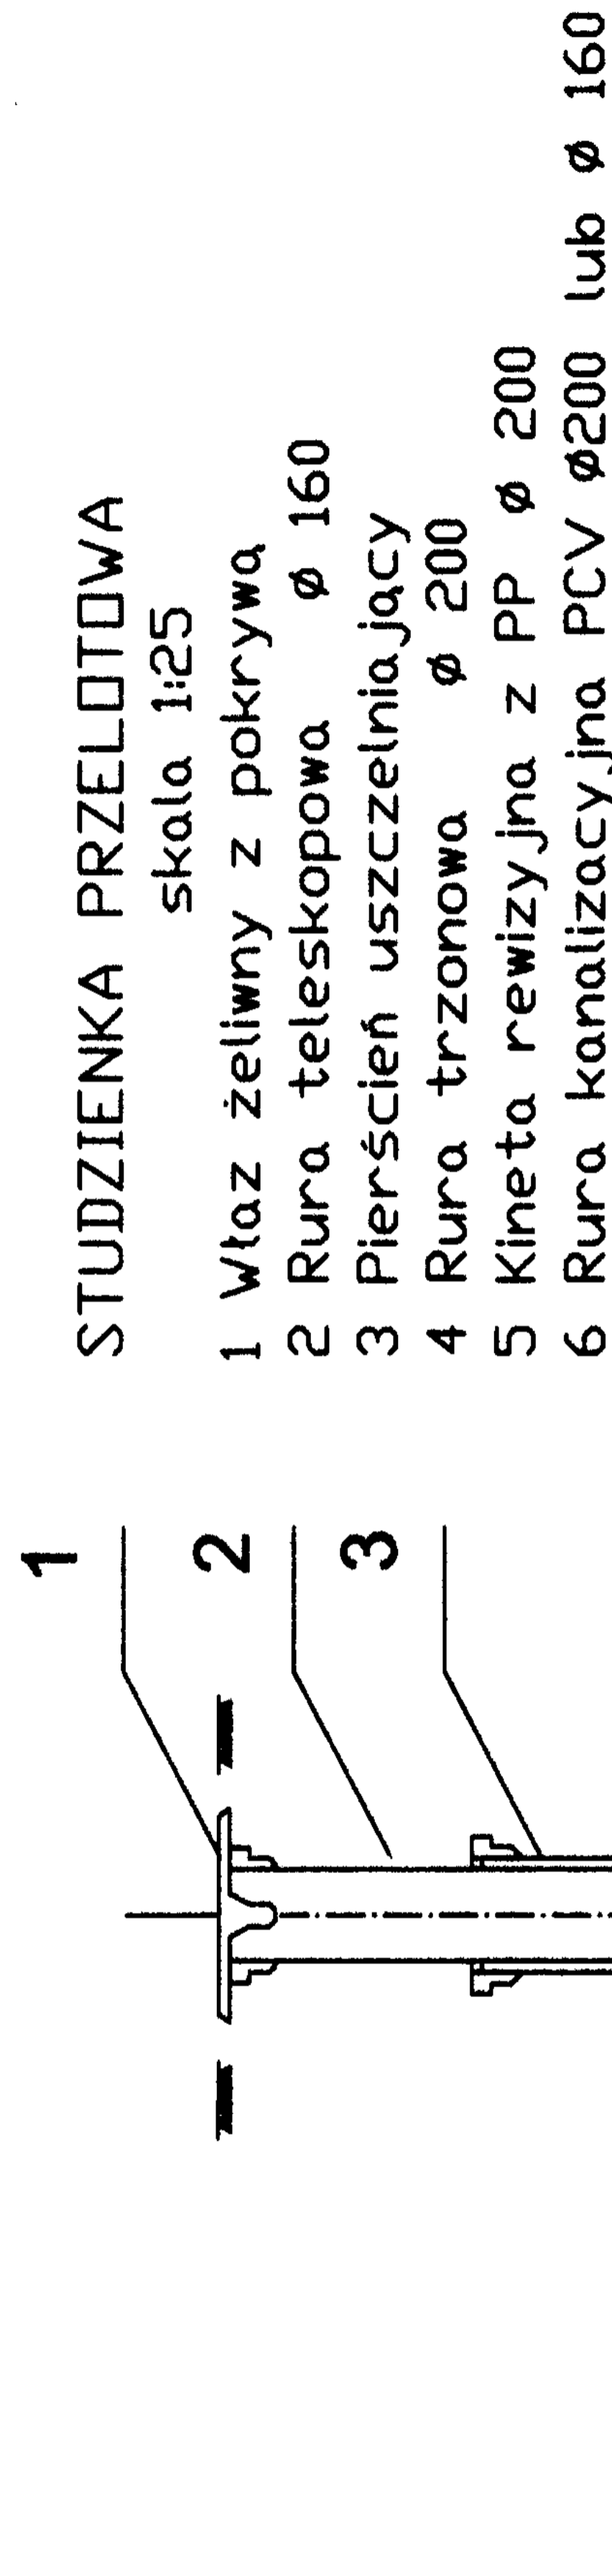 STUDZIENKA PRZELOTOWA
skala 1:25
1 Właz żeliwny z pokrywą
2 Rura teleskopowa ø 160
3 Pierścień uszczelniający
4 Rura trzonowa ø 200
5 Kineta rewizyjna z PP ø 200
6 Rura kanalizacyjna PCV ø200 lub ø 160
1
2
3